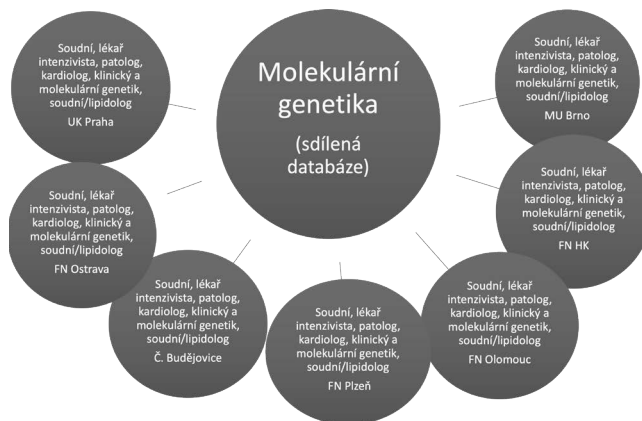 Molekulární
genetika
(sdílená
databáze)
Soudní, lékař
intenzivista, patolog,
kardiolog, klinický a
molekulární genetik,
soudní/lipidolog
UK Praha
Soudní, lékař
intenzivista, patolog,
kardiolog, klinický a
molekulární genetik,
soudní/lipidolog
FN Ostrava
Soudní, lékař
intenzivista, patolog,
kardiolog, klinický a
molekulární genetik,
soudní/lipidolog
Č. Budějovice
Soudní, lékař
intenzivista, patolog,
kardiolog, klinický a
molekulární genetik,
soudní/lipidolog
FN Plzeň
Soudní, lékař
intenzivista, patolog,
kardiolog, klinický a
molekulární genetik,
soudní/lipidolog
FN Olomouc
Soudní, lékař
intenzivista, patolog,
kardiolog, klinický a
molekulární genetik,
soudní/lipidolog
FN HK
Soudní, lékař
intenzivista, patolog,
kardiolog, klinický a
molekulární genetik,
soudní/lipidolog
MU Brno